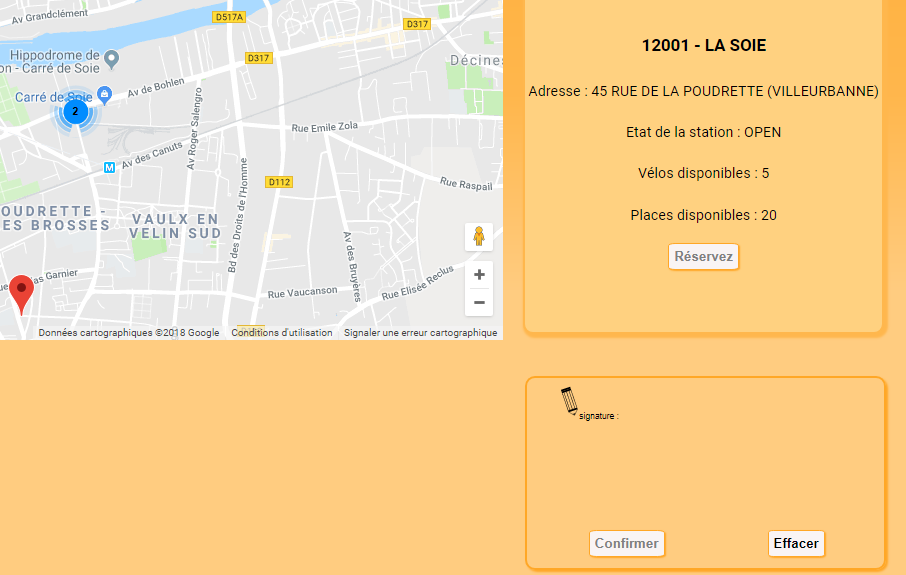 Av Grandclément
D517A
D317
Hippodrome de
on - Carré de Soie
D317
Décines
Carré de Soie
2
Av de Bohlen
Av Roger Salengro
Rue Emile Zola
M
Av des Canuts
D112
Rue Raspail
OUDRETTE -
ES BROSSES
VAULX EN
VELIN SUD
Bd des Droits de l'Homme
Av des Bruyères
as Garnier
Rue Vaucanson
Rue Elisée Reclus
+
−
Données cartographiques ©2018 Google
Conditions d'utilisation
Signaler une erreur cartographique
12001 - LA SOIE
Adresse : 45 RUE DE LA POUDRETTE (VILLEURBANNE)
Etat de la station : OPEN
Vélos disponibles : 5
Places disponibles : 20
Réservez
signature :
Confirmer
Effacer